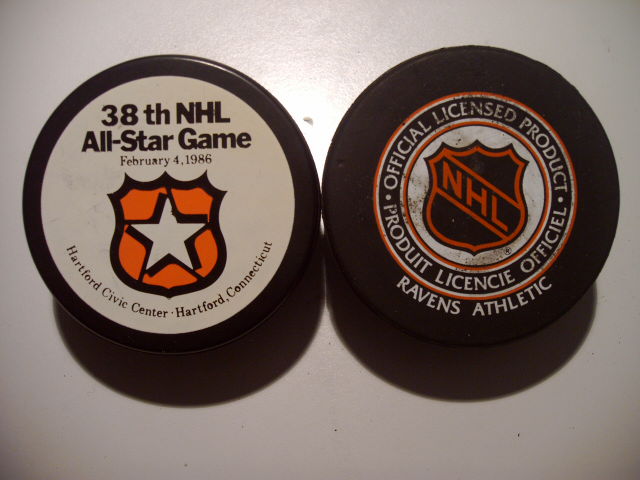 38 th NHL
All-Star Game
February 4, 1986
Hartford Civic Center · Hartford, Connecticut
· OFFICIAL LICENSED PRODUCT ·
NHL
®
PRODUIT LICENCIE OFFICIEL
RAVENS ATHLETIC